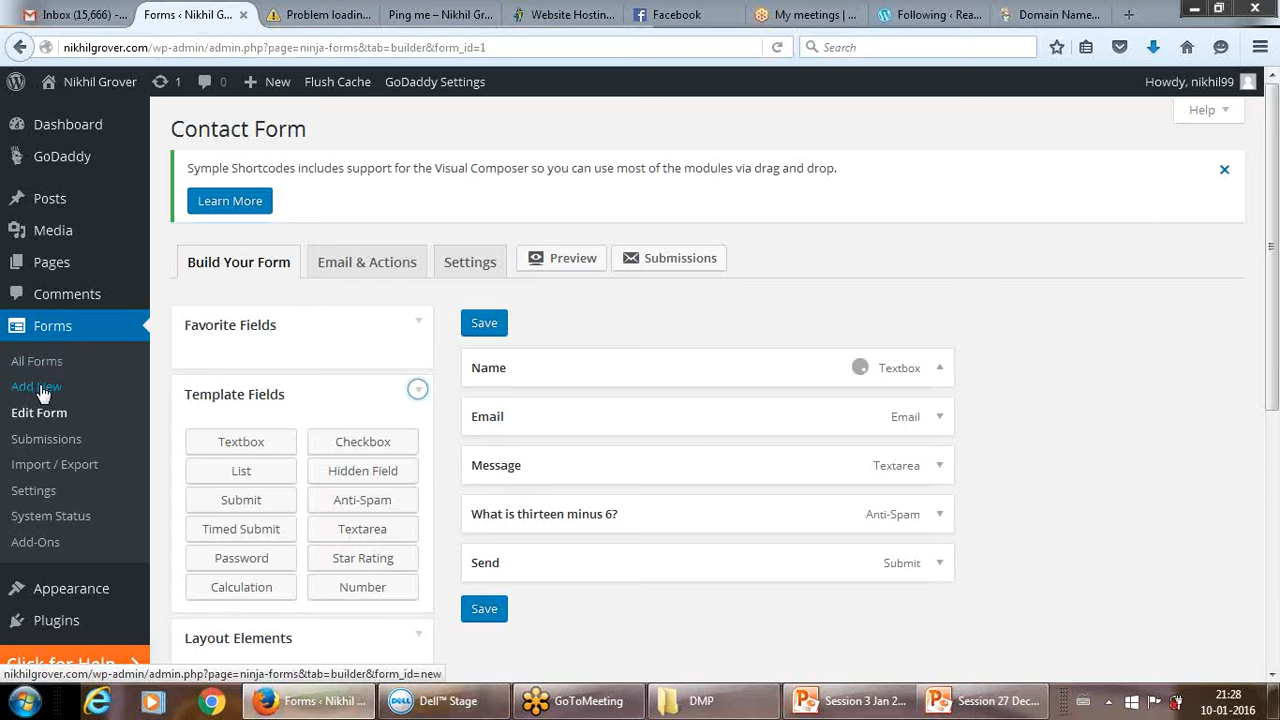 Inbox (15,666) -...
Forms ‹ Nikhil G...
Problem loadin...
Ping me – Nikhil Gr...
Website Hostin...
Facebook
My meetings | ...
Following ‹ Rea...
Domain Name...
nikhilgrover.com/wp-admin/admin.php?page=ninja-forms&tab=builder&form_id=1
Search
Nikhil Grover
1
0
New
Flush Cache
GoDaddy Settings
Howdy, nikhil99
Dashboard
GoDaddy
Posts
Media
Pages
Comments
Forms
All Forms
Add New
Edit Form
Submissions
Import / Export
Settings
System Status
Add-Ons
Appearance
Plugins
Click for Help
Help
Contact Form
Symple Shortcodes includes support for the Visual Composer so you can use most of the modules via drag and drop.
Learn More
Build Your Form
Email & Actions
Settings
Preview
Submissions
Favorite Fields
Template Fields
Textbox
Checkbox
List
Hidden Field
Submit
Anti-Spam
Timed Submit
Textarea
Password
Star Rating
Calculation
Number
Layout Elements
Save
Name
Textbox
Email
Email
Message
Textarea
What is thirteen minus 6?
Anti-Spam
Send
Submit
Save
nikhilgrover.com/wp-admin/admin.php?page=ninja-forms&tab=builder&form_id=new
Forms ‹ Nikhil ...
DELL
Dell™ Stage
GoToMeeting
DMP
Session 3 Jan 2...
Session 27 Dec...
21:28
10-01-2016